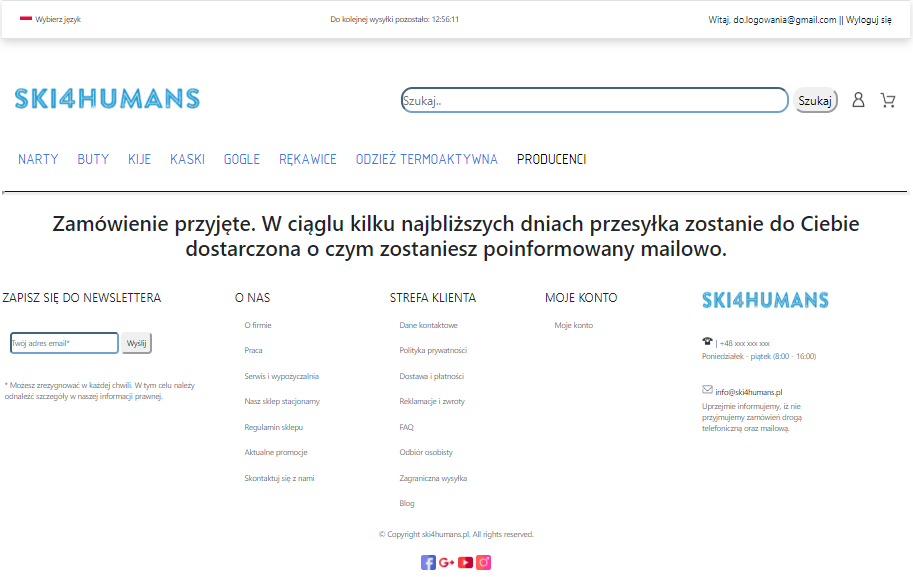 Wybierz język
Do kolejnej wysyłki pozostało: 12:56:11
Witaj, do.logowania@gmail.com || Wyloguj się
SKI4HUMANS
Szukaj..
Szukaj
NARTY BUTY KIJE KASKI GOGLE RĘKAWICE ODZIEŻ TERMOAKTYWNA PRODUCENCI
Zamówienie przyjęte. W ciąglu kilku najbliższych dniach przesyłka zostanie do Ciebie
dostarczona o czym zostaniesz poinformowany mailowo.
ZAPISZ SIĘ DO NEWSLETTERA
Twój adres email*
Wyślij
* Możesz zrezygnować w każdej chwili. W tym celu należy
odnaleźć szczegóły w naszej informacji prawnej.
O NAS
O firmie
Praca
Serwis i wypożyczalnia
Nasz sklep stacjonarny
Regulamin sklepu
Aktualne promocje
Skontaktuj się z nami
STREFA KLIENTA
Dane kontaktowe
Polityka prywatności
Dostawa i płatności
Reklamacje i zwroty
FAQ
Odbiór osobisty
Zagraniczna wysyłka
Blog
MOJE KONTO
Moje konto
SKI4HUMANS
| +48 xxx xxx xxx
Poniedziałek - piątek (8:00 - 16:00)
info@ski4humans.pl
Uprzejmie informujemy, iż nie
przyjmujemy zamówień drogą
telefoniczną oraz mailową.
© Copyright ski4humans.pl. All rights reserved.